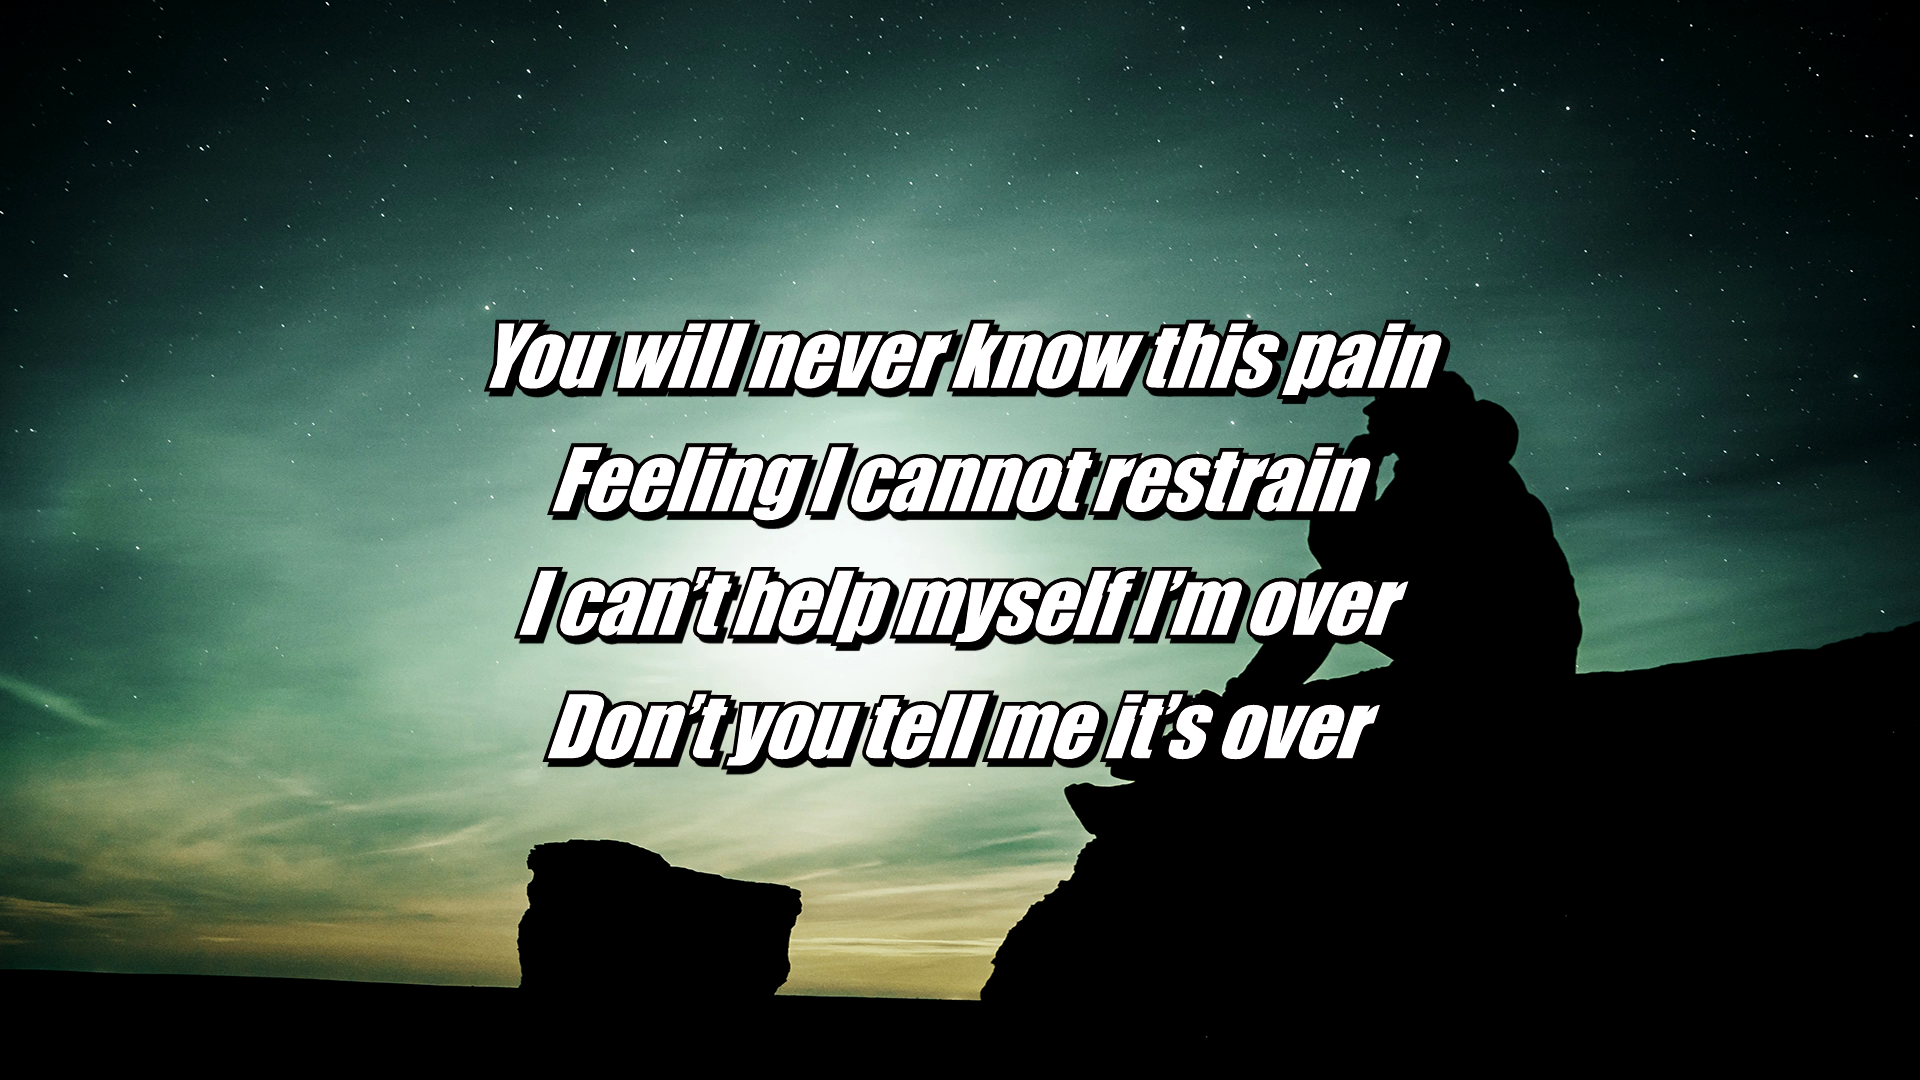 You will never know this pain
Feeling I cannot restrain
I can’t help myself I’m over
Don’t you tell me it’s over